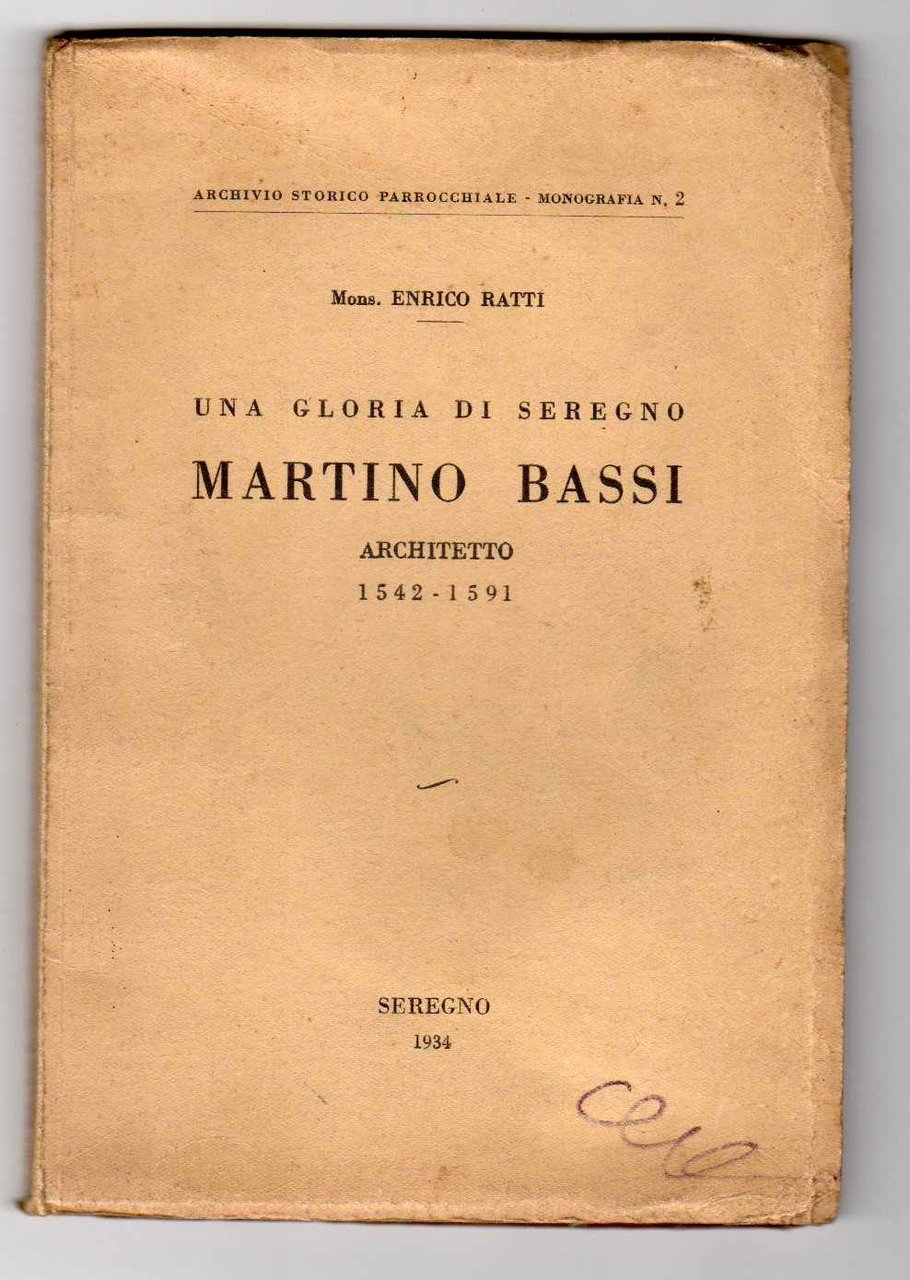 ARCHIVIO STORICO PARROCCHIALE - MONOGRAFIA N. 2
Mons. ENRICO RATTI
UNA GLORIA DI SEREGNO
MARTINO BASSI
ARCHITETTO
1542 - 1591
SEREGNO
1934